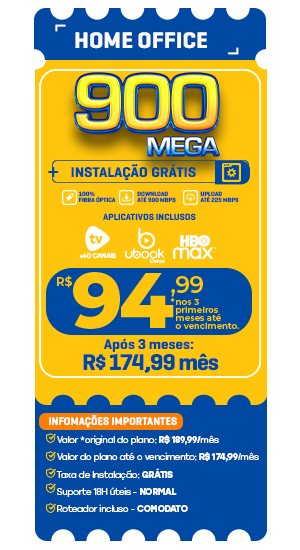 HOME OFFICE
900
MEGA
+ INSTALAÇÃO GRÁTIS
100%
FIBRA ÓPTICA
DOWNLOAD
ATÉ 900 MBPS
UPLOAD
ATÉ 225 MBPS
APLICATIVOS INCLUSOS
tv
+60 CANAIS
ubook
HBO
max
R$ 94,99
nos 3
primeiros
meses até
o vencimento.
Após 3 meses:
R$ 174,99 mês
INFOMAÇÕES IMPORTANTES
Valor *original do plano; R$ 189,99/mês
Valor do plano até o vencimento; R$ 174,99/mês
Taxa de Instalação; GRÁTIS
Suporte 18H úteis - NORMAL
Roteador incluso - COMODATO